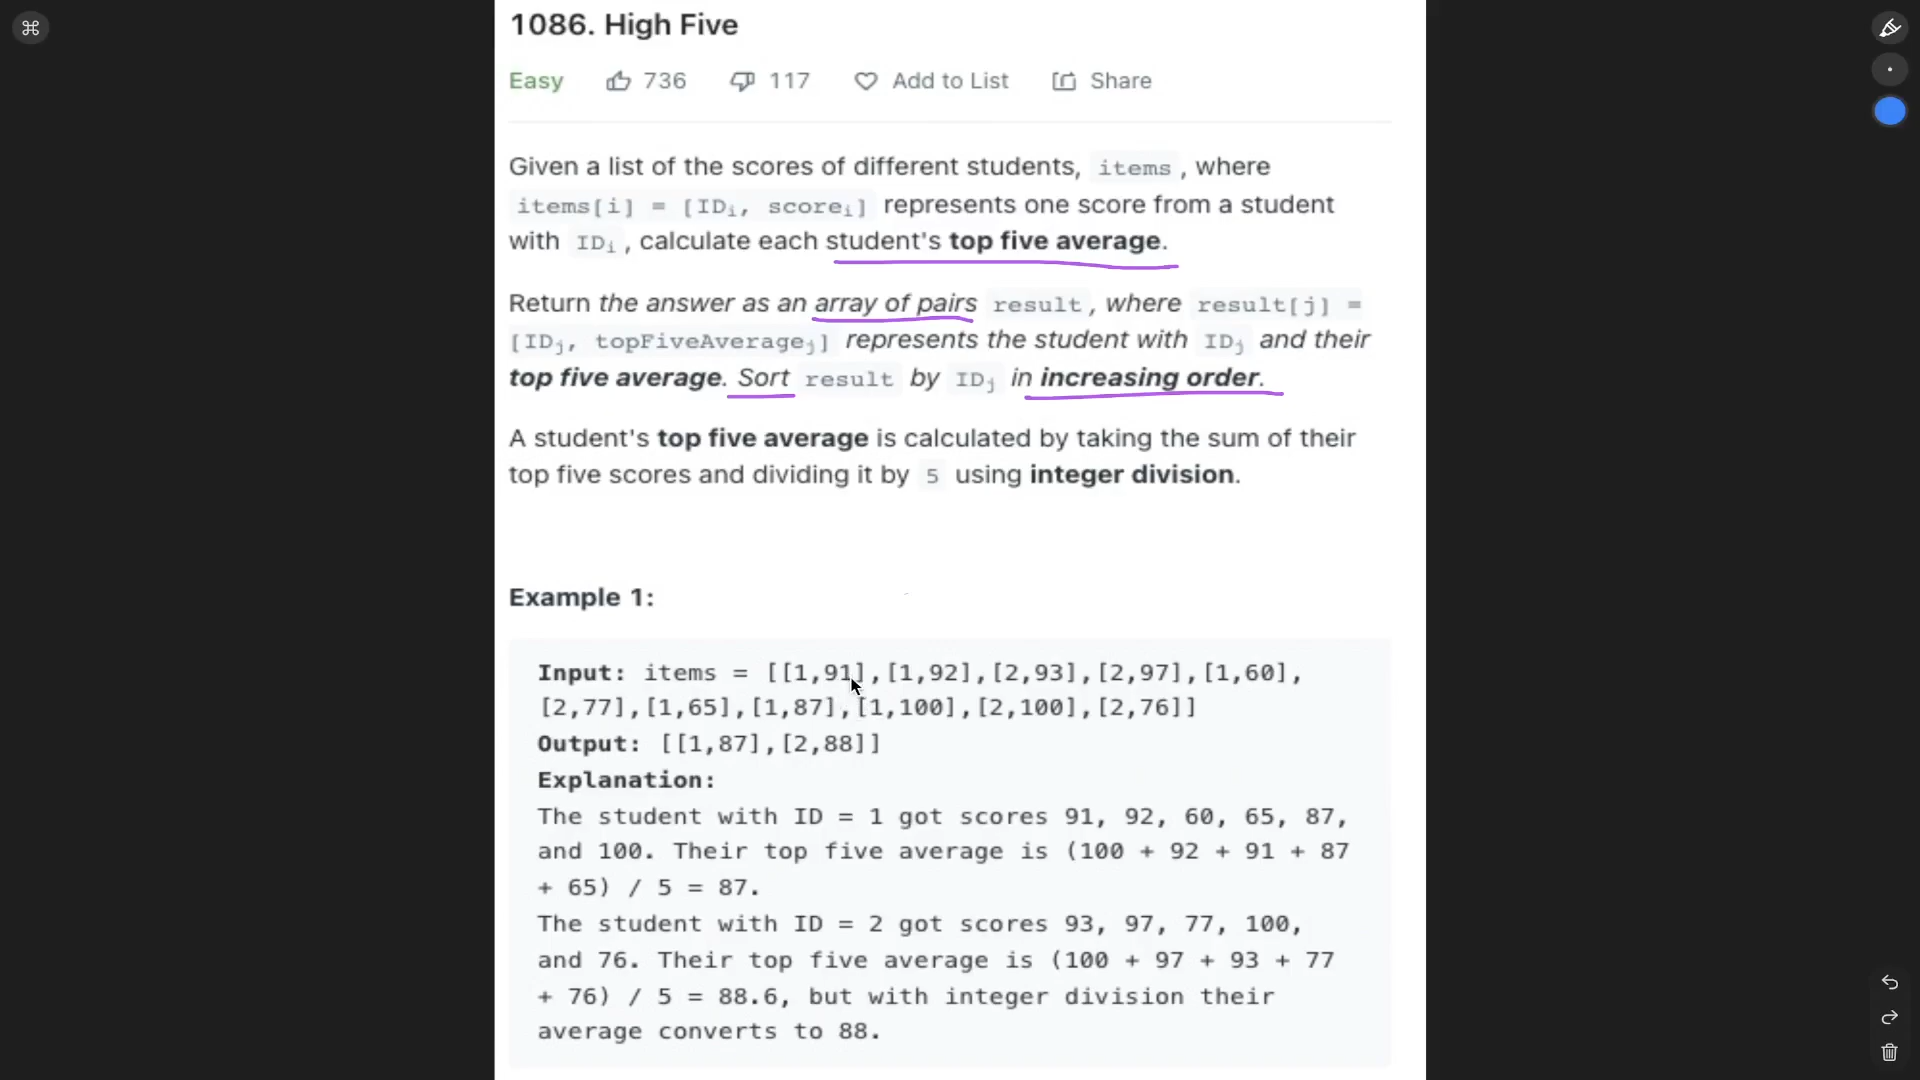 1086. High Five
Easy 736 117 Add to List Share
Given a list of the scores of different students, items , where
items[i] = [IDᵢ, scoreᵢ] represents one score from a student
with IDᵢ , calculate each student's top five average.
Return the answer as an array of pairs result , where result[j] =
[IDⱼ, topFiveAverageⱼ] represents the student with IDⱼ and their
top five average. Sort result by IDⱼ in increasing order.
A student's top five average is calculated by taking the sum of their
top five scores and dividing it by 5 using integer division.
Example 1:
Input: items = [[1,91],[1,92],[2,93],[2,97],[1,60],
[2,77],[1,65],[1,87],[1,100],[2,100],[2,76]]
Output: [[1,87],[2,88]]
Explanation:
The student with ID = 1 got scores 91, 92, 60, 65, 87,
and 100. Their top five average is (100 + 92 + 91 + 87
+ 65) / 5 = 87.
The student with ID = 2 got scores 93, 97, 77, 100,
and 76. Their top five average is (100 + 97 + 93 + 77
+ 76) / 5 = 88.6, but with integer division their
average converts to 88.